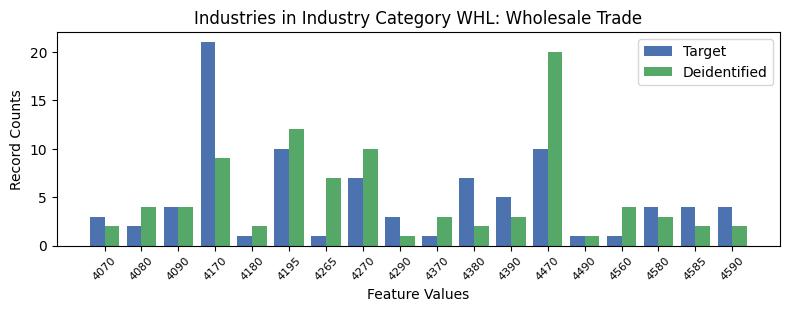 Industries in Industry Category WHL: Wholesale Trade
Target
Deidentified
Record Counts
20
15
10
5
0
4070 4080 4090 4170 4180 4195 4265 4270 4290 4370 4380 4390 4470 4490 4560 4580 4585 4590
Feature Values